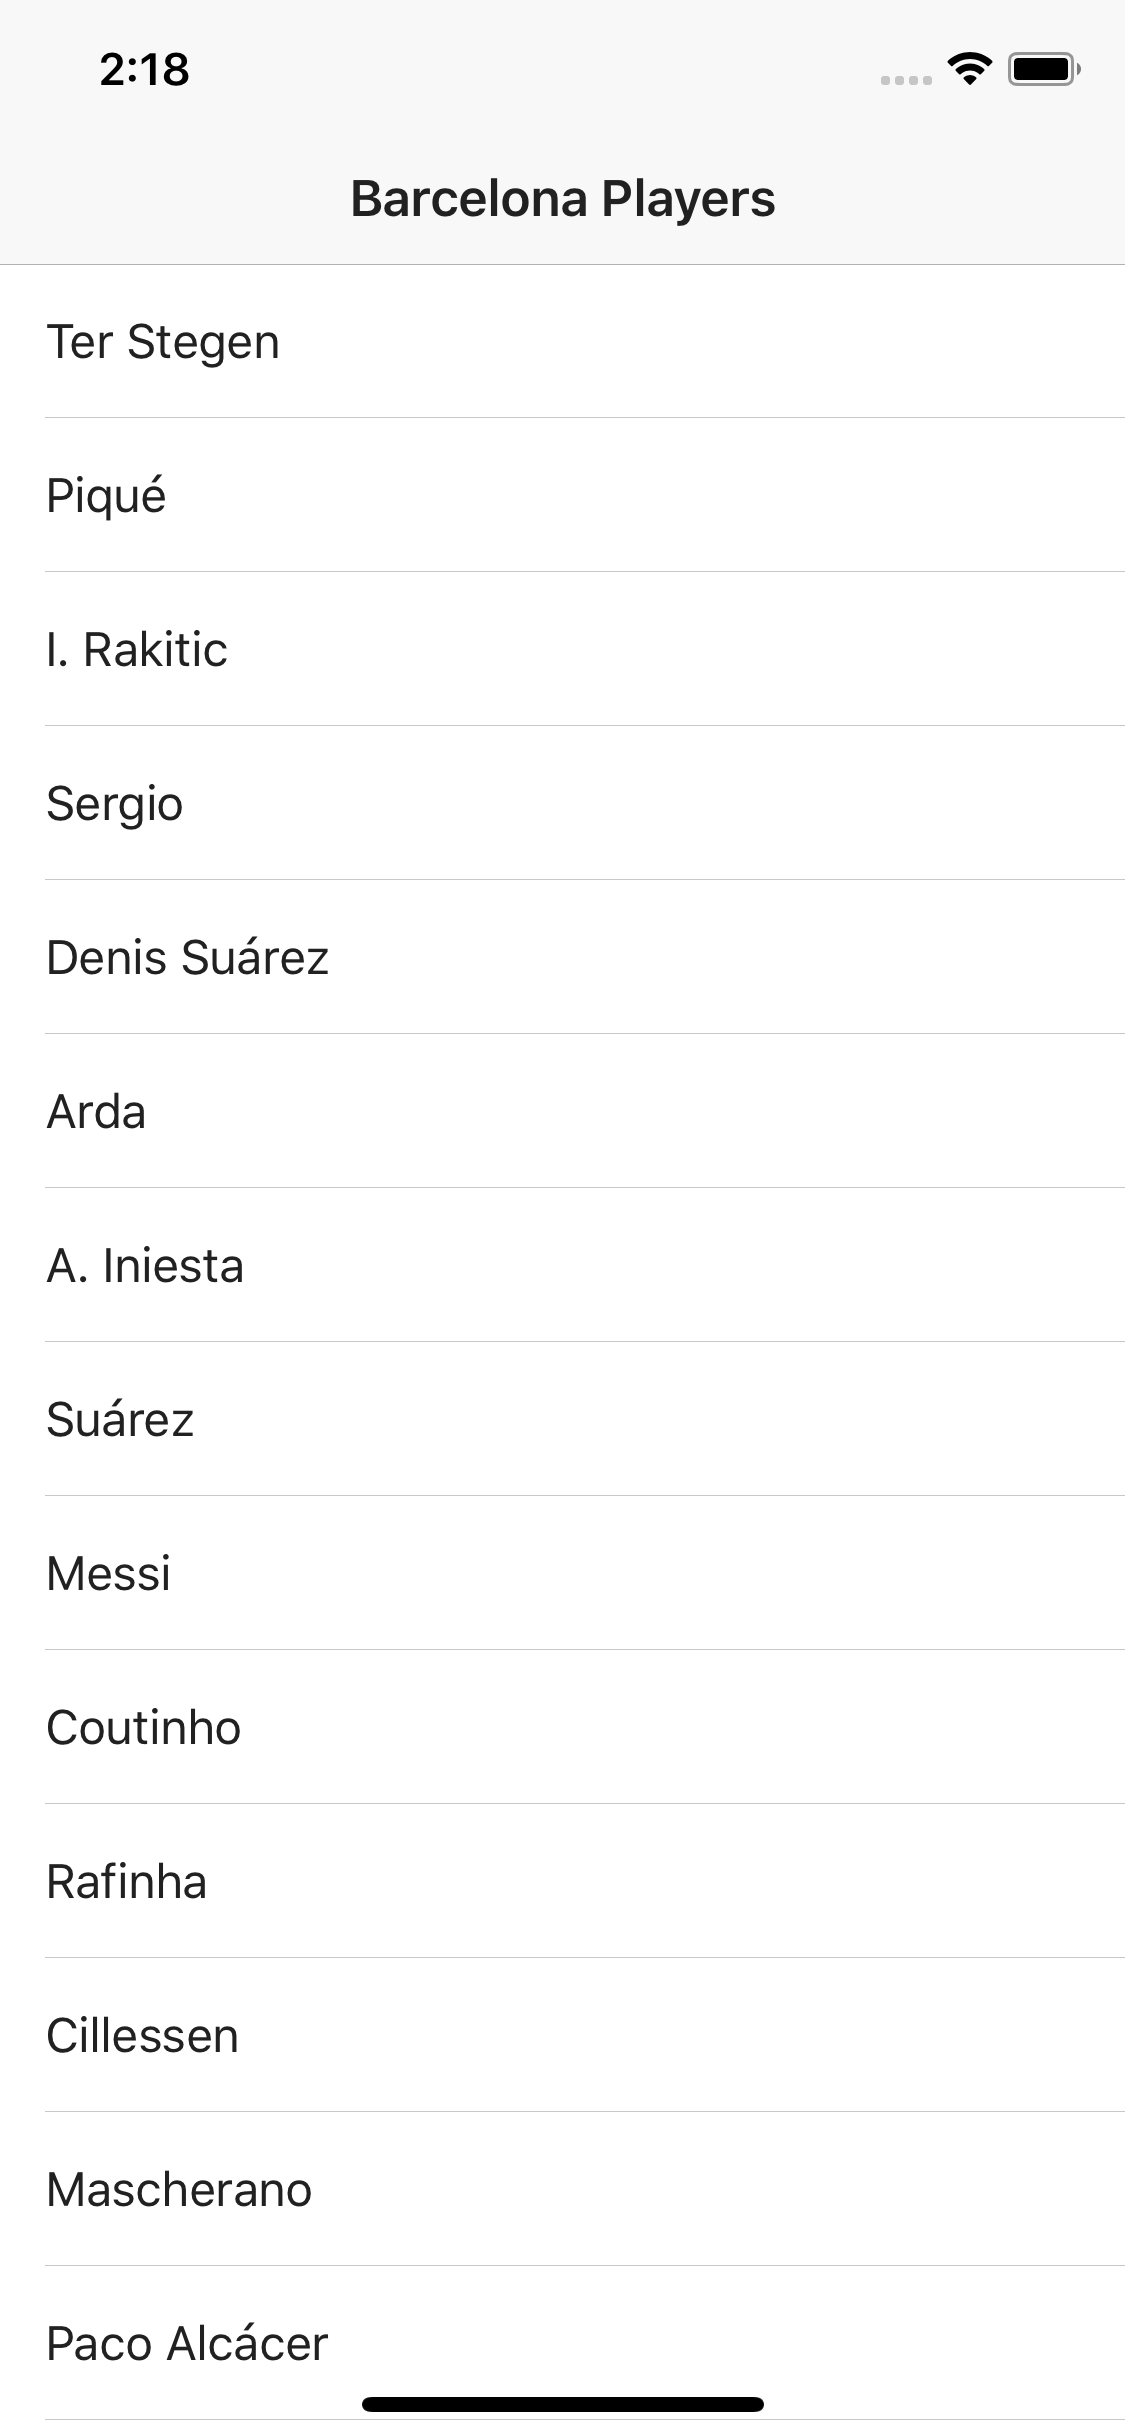 2:18
Barcelona Players
Ter Stegen
Piqué
I. Rakitic
Sergio
Denis Suárez
Arda
A. Iniesta
Suárez
Messi
Coutinho
Rafinha
Cillessen
Mascherano
Paco Alcácer